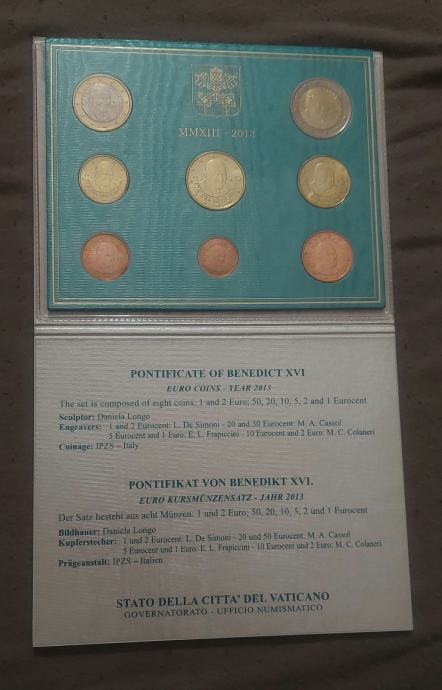 MMXIII - 2013
PONTIFICATE OF BENEDICT XVI
EURO COINS - YEAR 2013
The set is composed of eight coins: 1 and 2 Euro; 50, 20, 10, 5, 2 and 1 Eurocent
Sculptor: Daniela Longo
Engravers: 1 and 2 Eurocent: L. De Simoni - 20 and 50 Eurocent: M. A. Cassol
5 Eurocent and 1 Euro: E. L. Frapiccini - 10 Eurocent and 2 Euro: M. C. Colaneri
Coinage: IPZS – Italy
PONTIFIKAT VON BENEDIKT XVI.
EURO KURSMÜNZENSATZ - JAHR 2013
Der Satz besteht aus acht Münzen: 1 und 2 Euro; 50, 20, 10, 5, 2 und 1 Eurocent
Bildhauer: Daniela Longo
Kupferstecher: 1 und 2 Eurocent: L. De Simoni - 20 und 50 Eurocent: M. A. Cassol
5 Eurocent und 1 Euro: E. L. Frapiccini - 10 Eurocent und 2 Euro: M. C. Colaneri
Prägeanstalt: IPZS – Italien
STATO DELLA CITTA' DEL VATICANO
GOVERNATORATO - UFFICIO NUMISMATICO